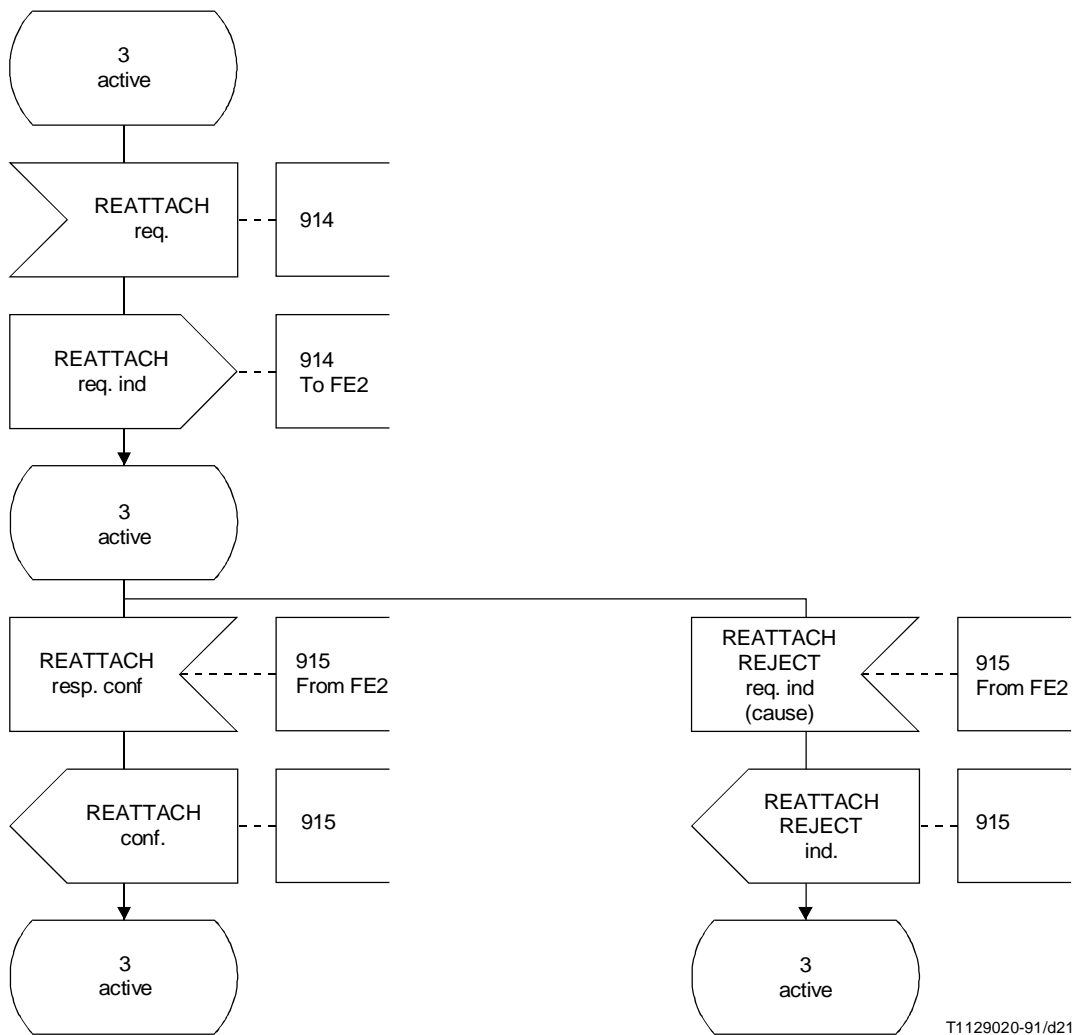 3
active
REATTACH
req.
914
REATTACH
req. ind
914
To FE2
3
active
REATTACH
resp. conf
915
From FE2
REATTACH
REJECT
req. ind
(cause)
915
From FE2
REATTACH
conf.
915
REATTACH
REJECT
ind.
915
3
active
3
active
T1129020-91/d21